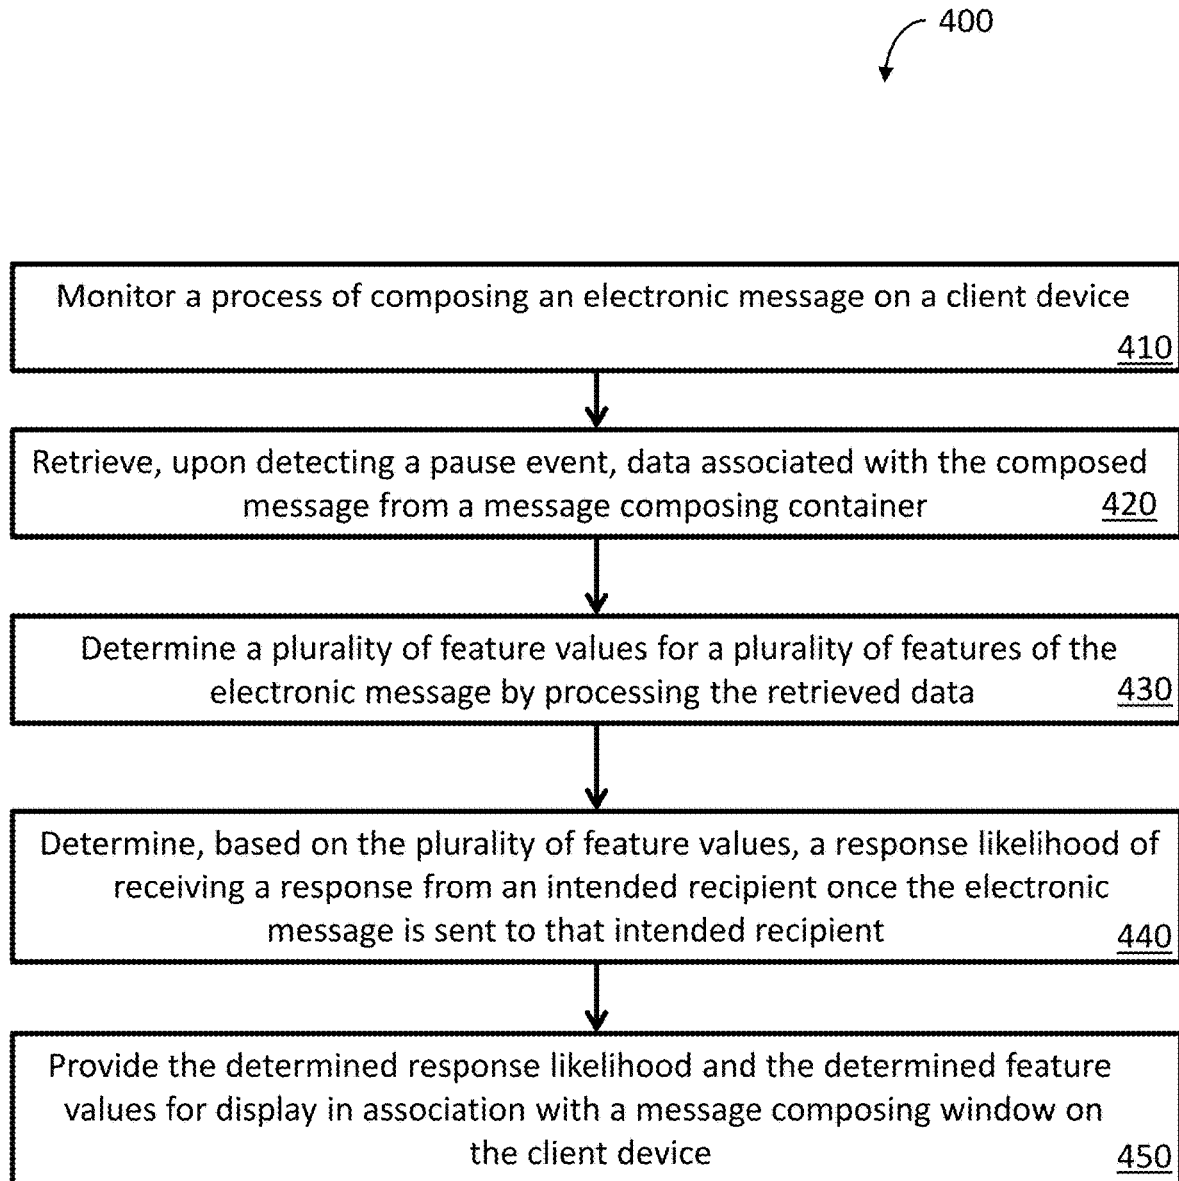 400
Monitor a process of composing an electronic message on a client device
410
Retrieve, upon detecting a pause event, data associated with the composed
message from a message composing container
420
Determine a plurality of feature values for a plurality of features of the
electronic message by processing the retrieved data
430
Determine, based on the plurality of feature values, a response likelihood of
receiving a response from an intended recipient once the electronic
message is sent to that intended recipient
440
Provide the determined response likelihood and the determined feature
values for display in association with a message composing window on
the client device
450